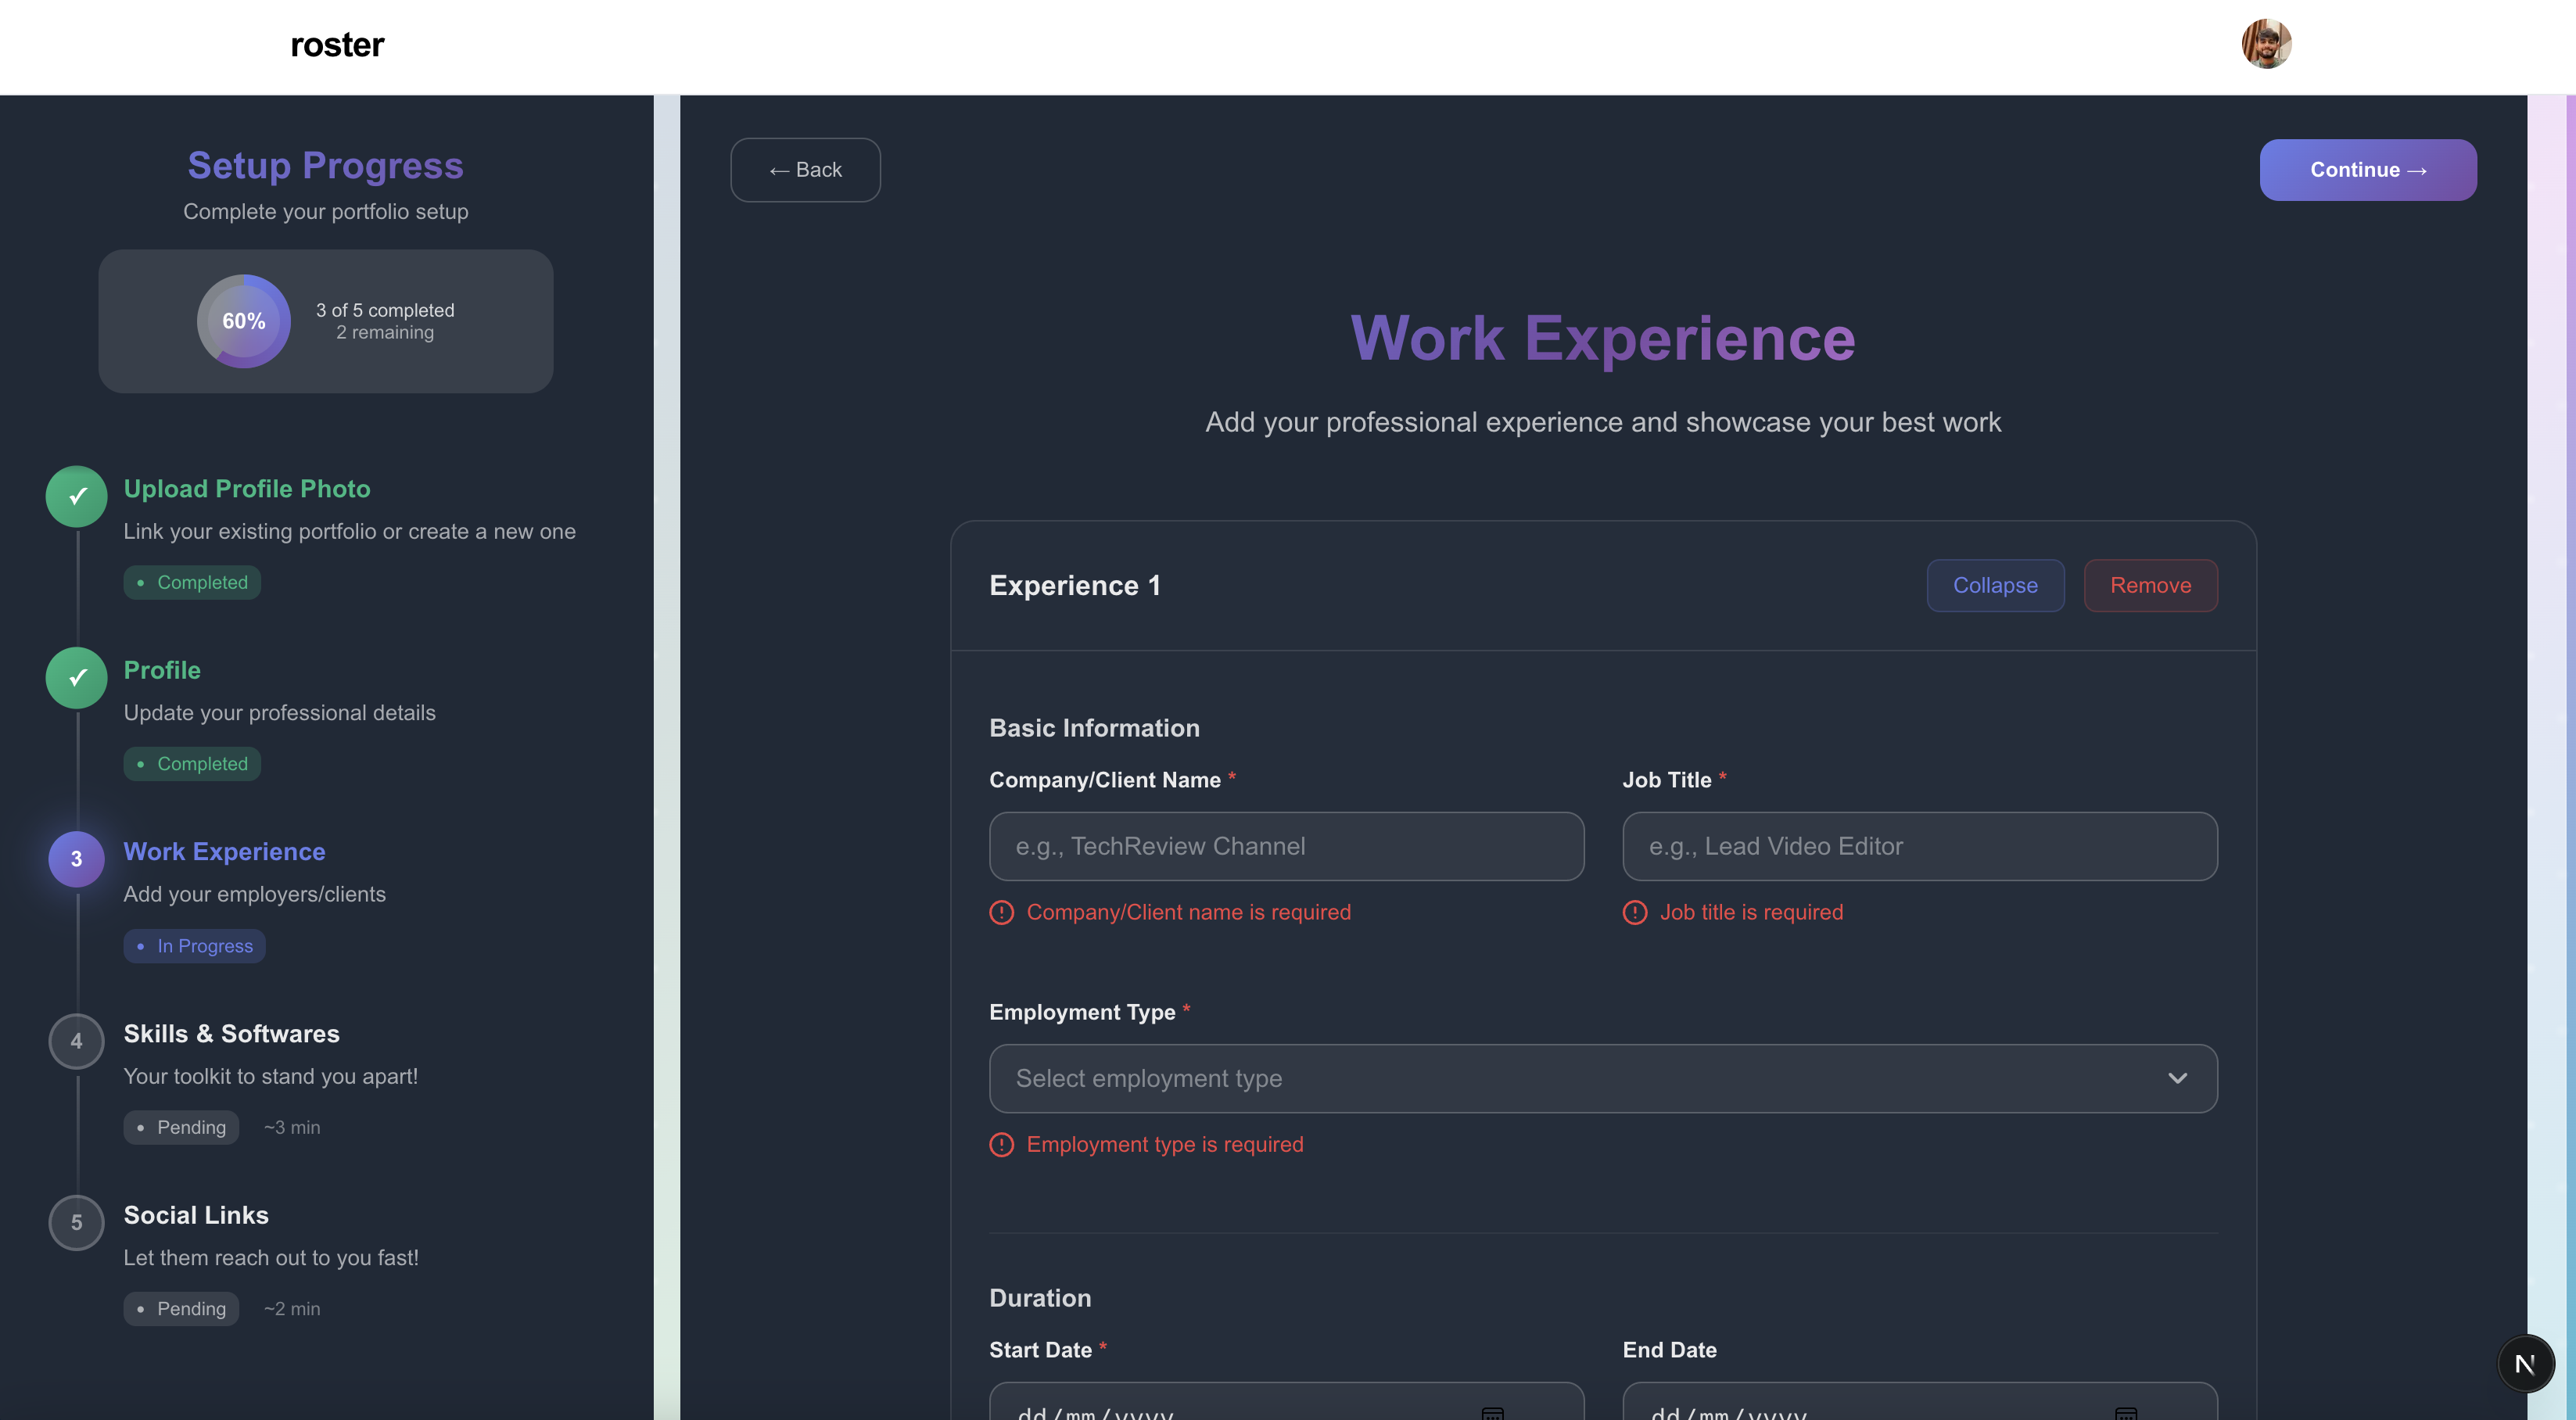 roster
Setup Progress
Complete your portfolio setup
60%
3 of 5 completed
2 remaining
✓
Upload Profile Photo
Link your existing portfolio or create a new one
• Completed
✓
Profile
Update your professional details
• Completed
3
Work Experience
Add your employers/clients
• In Progress
4
Skills & Softwares
Your toolkit to stand you apart!
• Pending ~3 min
5
Social Links
Let them reach out to you fast!
• Pending ~2 min
← Back
Continue →
Work Experience
Add your professional experience and showcase your best work
Experience 1
Collapse
Remove
Basic Information
Company/Client Name *
e.g., TechReview Channel
Company/Client name is required
Job Title *
e.g., Lead Video Editor
Job title is required
Employment Type *
Select employment type
Employment type is required
Duration
Start Date *
dd/mm/yyyy
End Date
dd/mm/yyyy
N